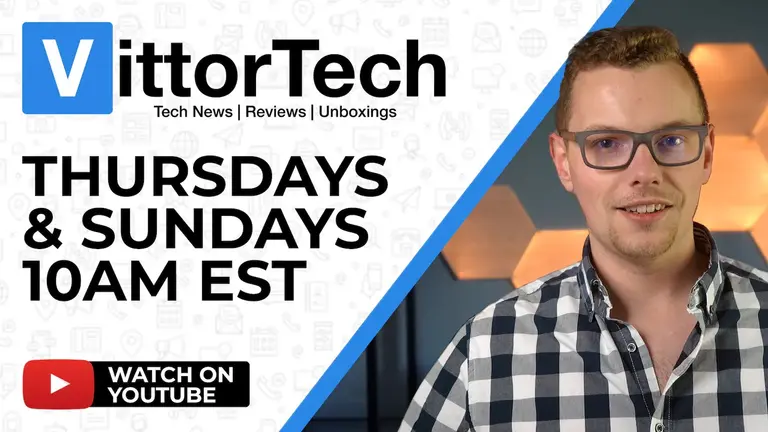 VittorTech
Tech News | Reviews | Unboxings
THURSDAYS
& SUNDAYS
10AM EST
WATCH ON
YOUTUBE